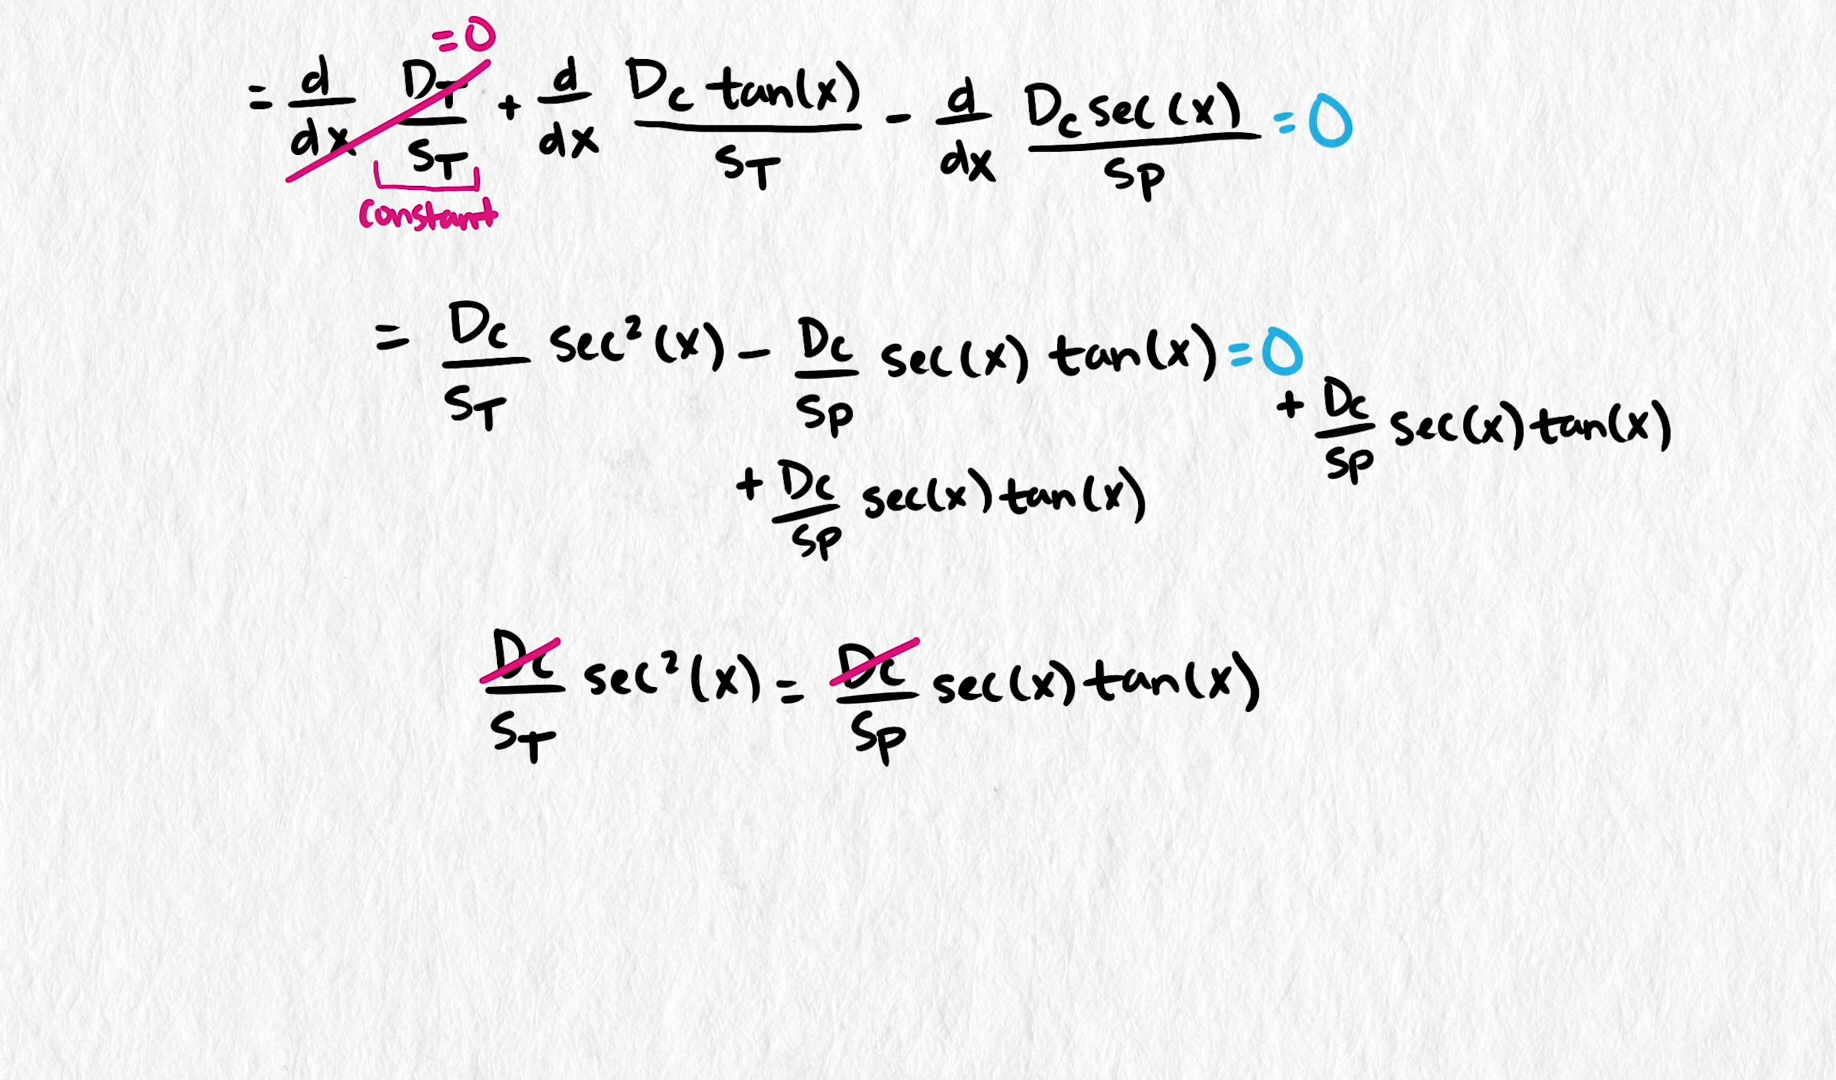 = d/dx D_T/S_T =0 + d/dx D_c tan(x)/S_T - d/dx D_c sec(x)/S_P = 0
constant
= D_c/S_T sec²(x) - D_c/S_P sec(x) tan(x) = 0
+ D_c/S_P sec(x) tan(x)
+ D_c/S_P sec(x) tan(x)
D_c/S_T sec²(x) = D_c/S_P sec(x) tan(x)